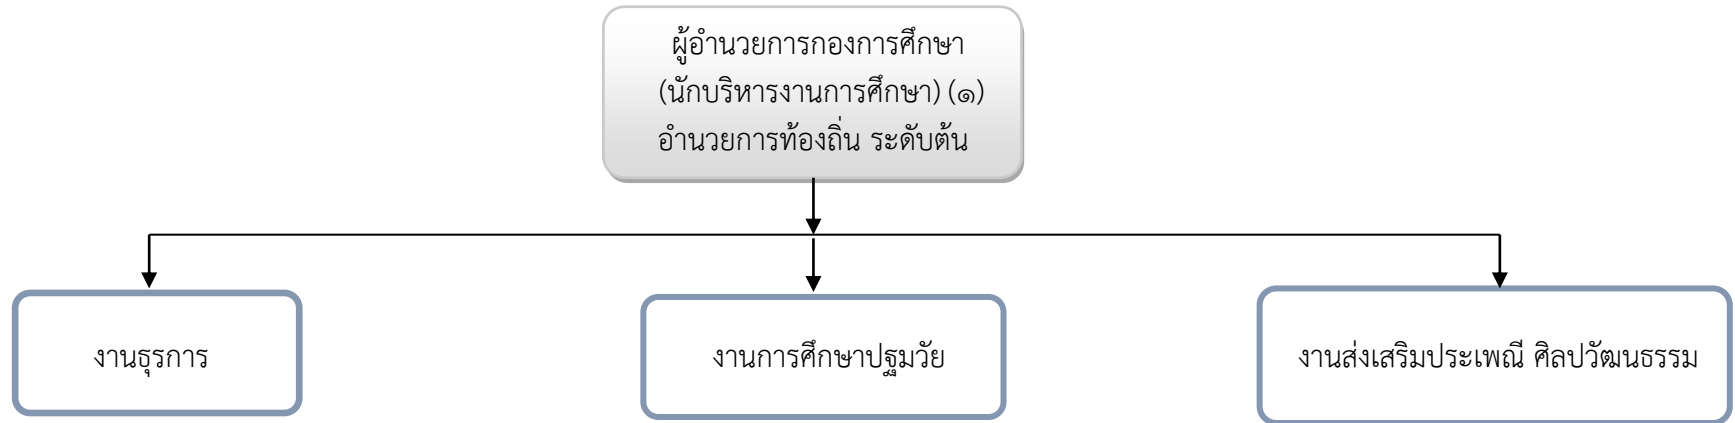 ผู้อำนวยการกองการศึกษา
(นักบริหารงานการศึกษา) (๑)
อำนวยการท้องถิ่น ระดับต้น
งานธุรการ
งานการศึกษาปฐมวัย
งานส่งเสริมประเพณี ศิลปวัฒนธรรม